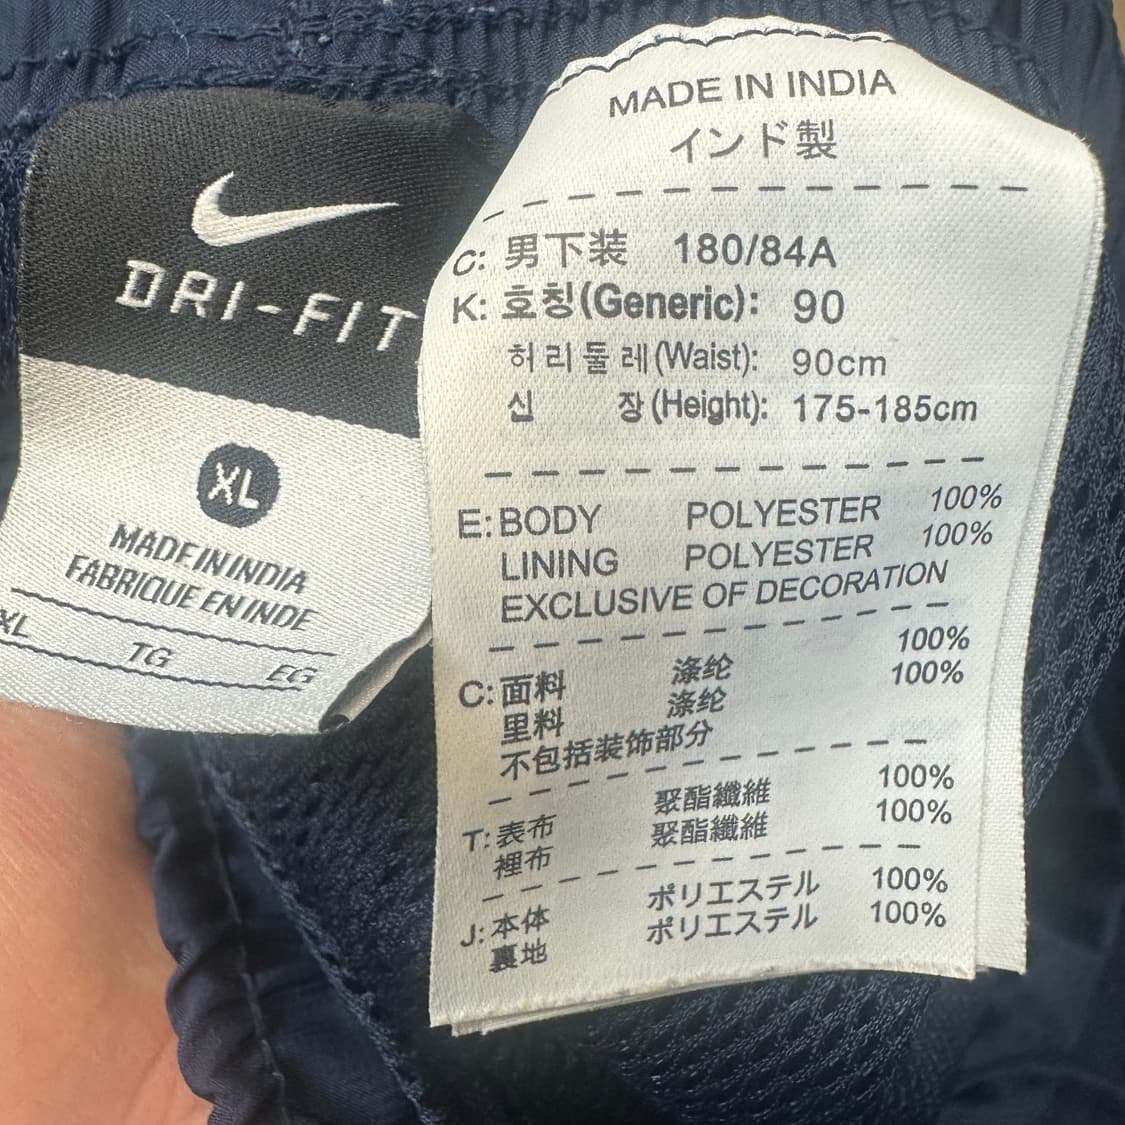 DRI-FIT
XL
MADE IN INDIA
FABRIQUE EN INDE
XL TG EG
MADE IN INDIA
インド製
C: 男下装 180/84A
K: 호칭(Generic): 90
허리둘레(Waist): 90cm
신 장(Height): 175-185cm
E: BODY POLYESTER 100%
LINING POLYESTER 100%
EXCLUSIVE OF DECORATION
C: 面料 涤纶 100%
里料 涤纶 100%
不包括装饰部分
T: 表布 聚酯纖維 100%
裡布 聚酯纖維 100%
J: 本体 ポリエステル 100%
裏地 ポリエステル 100%